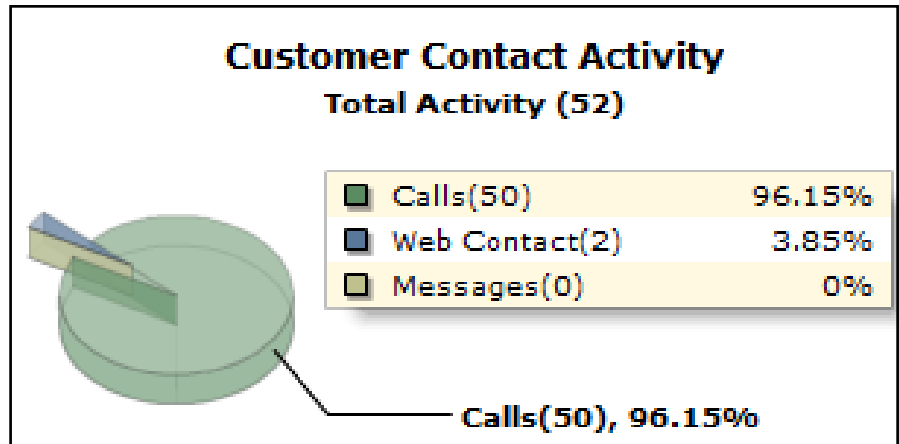 Customer Contact Activity
Total Activity (52)
Calls(50) 96.15%
Web Contact(2) 3.85%
Messages(0) 0%
Calls(50), 96.15%